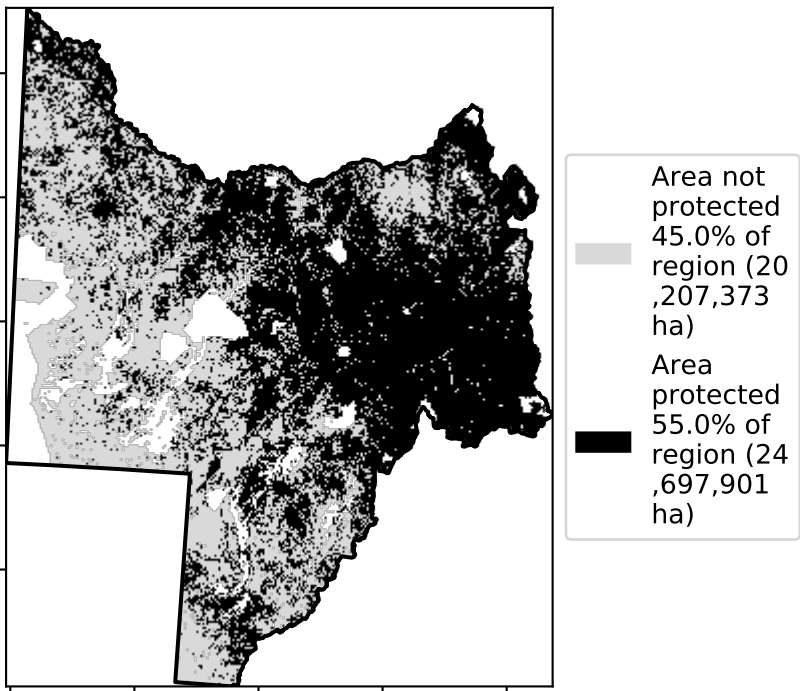 Area not
protected
45.0% of
region (20
,207,373
ha)
Area
protected
55.0% of
region (24
,697,901
ha)